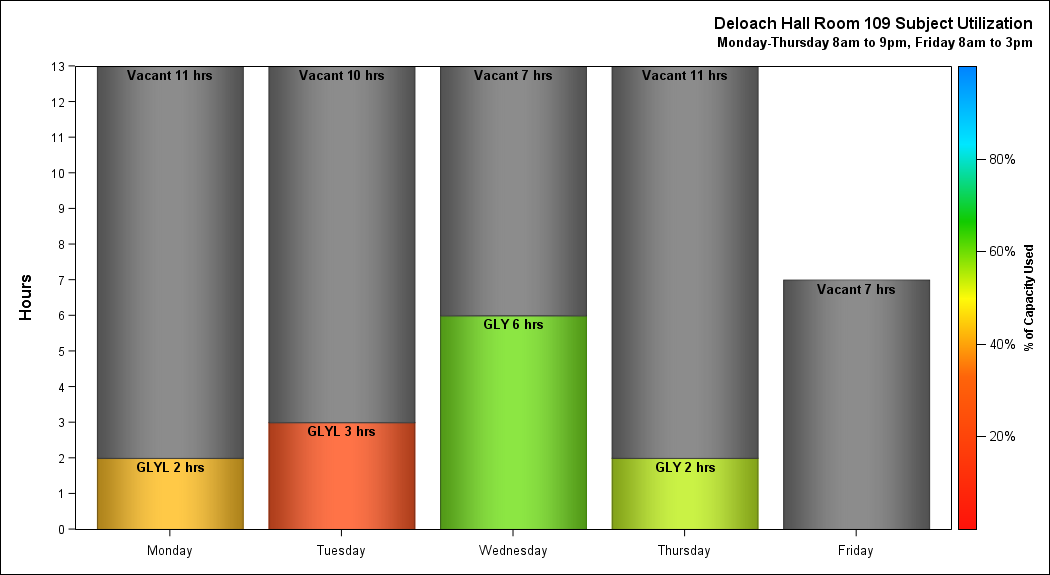 Deloach Hall Room 109 Subject Utilization
Monday-Thursday 8am to 9pm, Friday 8am to 3pm
13
12
11
10
9
8
7
6
5
4
3
2
1
0
Hours
Vacant 11 hrs
Vacant 10 hrs
Vacant 7 hrs
Vacant 11 hrs
Vacant 7 hrs
GLY 6 hrs
GLYL 3 hrs
GLYL 2 hrs
GLY 2 hrs
Monday
Tuesday
Wednesday
Thursday
Friday
80%
60%
40%
20%
% of Capacity Used